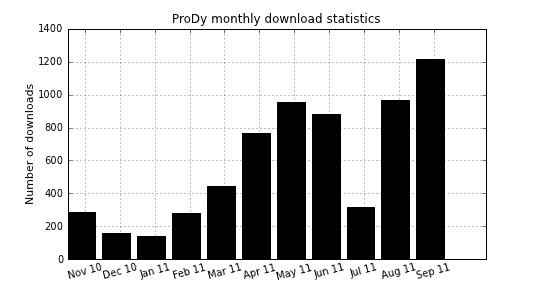 ProDy monthly download statistics
1400
1200
1000
800
600
400
200
0
Number of downloads
Nov 10 Dec 10 Jan 11 Feb 11 Mar 11 Apr 11 May 11 Jun 11 Jul 11 Aug 11 Sep 11